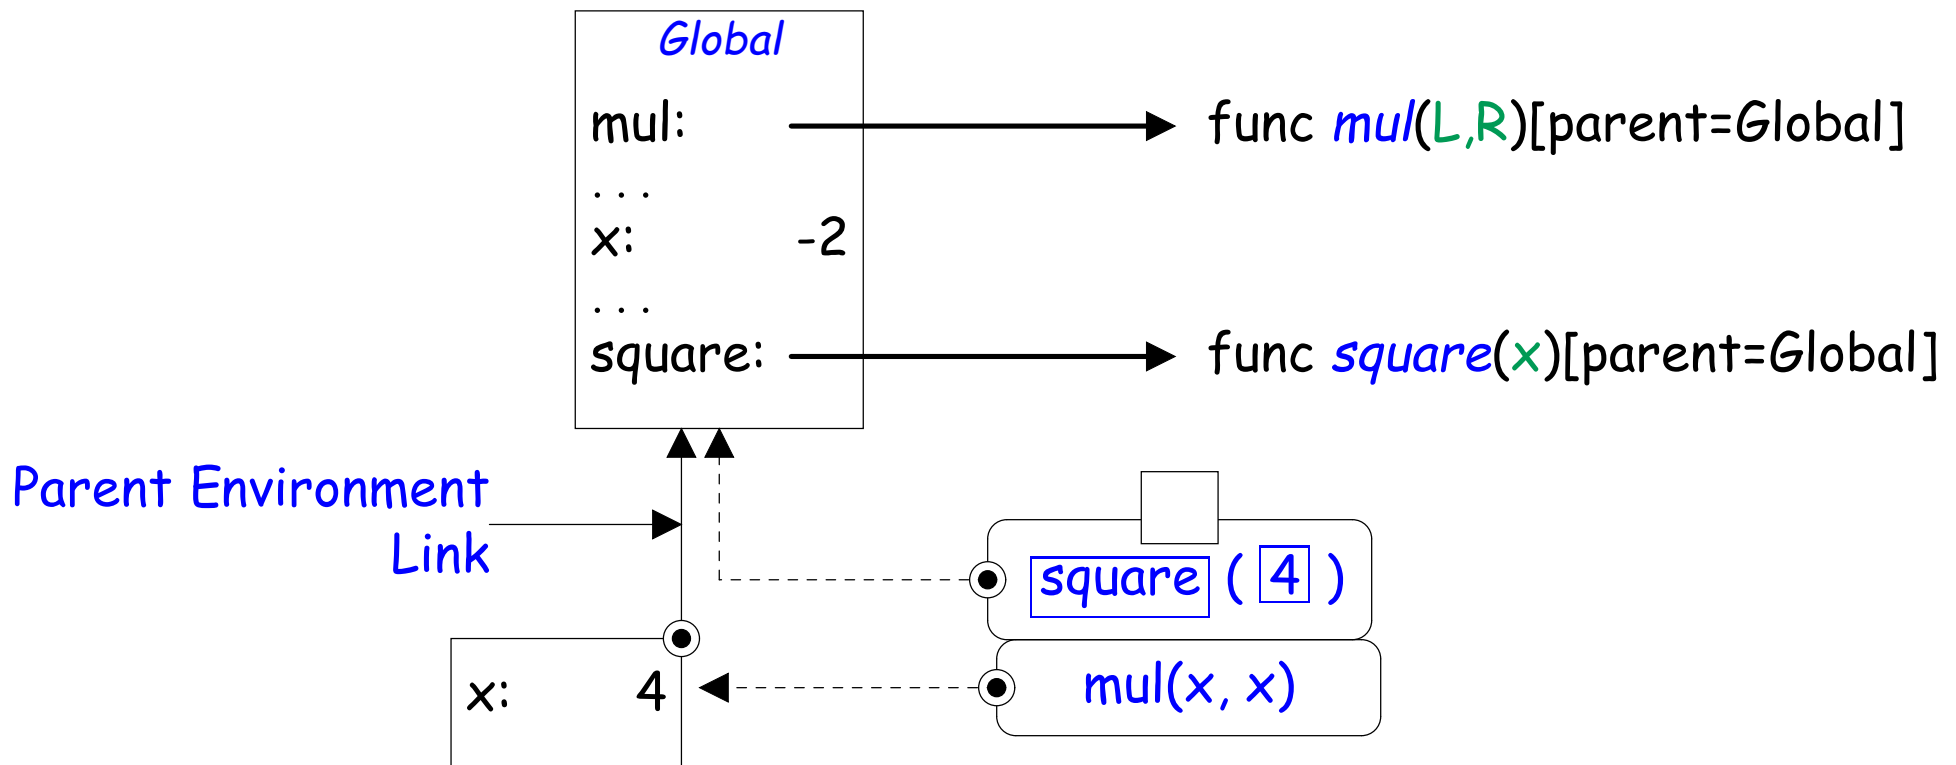 Global
mul:
func mul(L,R)[parent=Global]
...
x: -2
...
square:
func square(x)[parent=Global]
Parent Environment
Link
square ( 4 )
x: 4
mul(x, x)